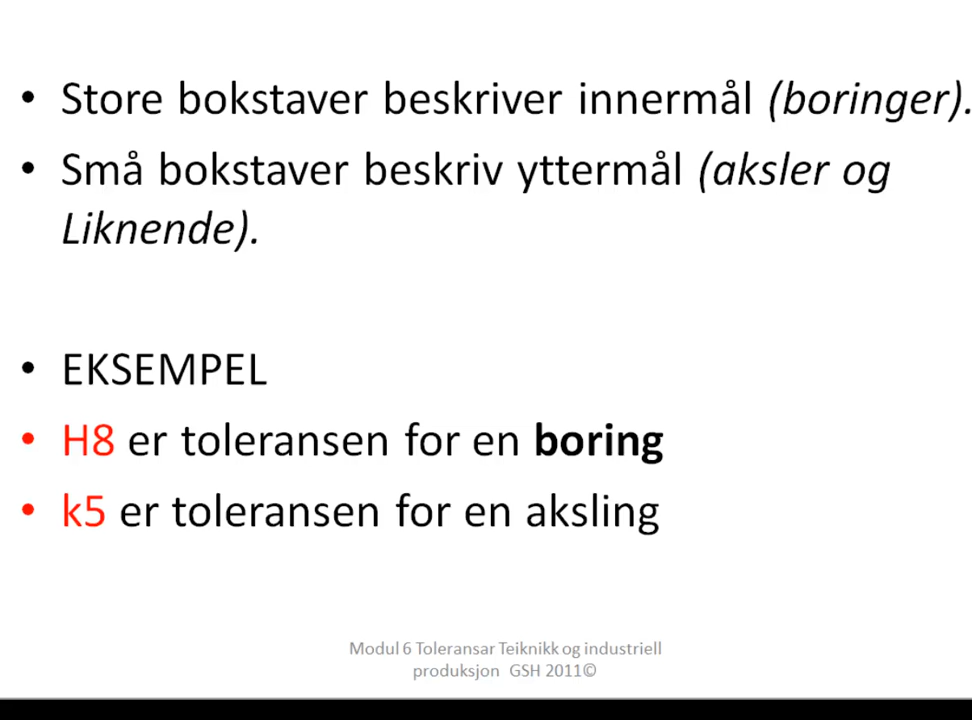 • Store bokstaver beskriver innermål (boringer).
• Små bokstaver beskriv yttermål (aksler og
Liknende).
• EKSEMPEL
• H8 er toleransen for en boring
• k5 er toleransen for en aksling
Modul 6 Toleransar Teiknikk og industriell
produksjon GSH 2011©